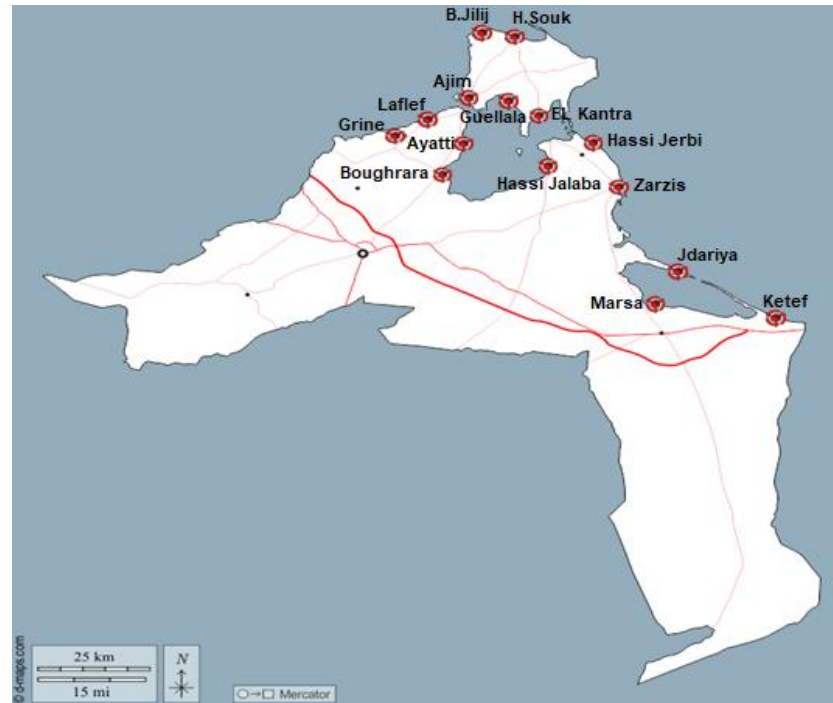 B.Jilij
H.Souk
Ajim
Laflef
Guellala
EL Kantra
Grine
Ayatti
Hassi Jerbi
Boughrara
Hassi Jalaba
Zarzis
Jdariya
Marsa
Ketef
25 km
15 mi
N
Mercator
© d-maps.com